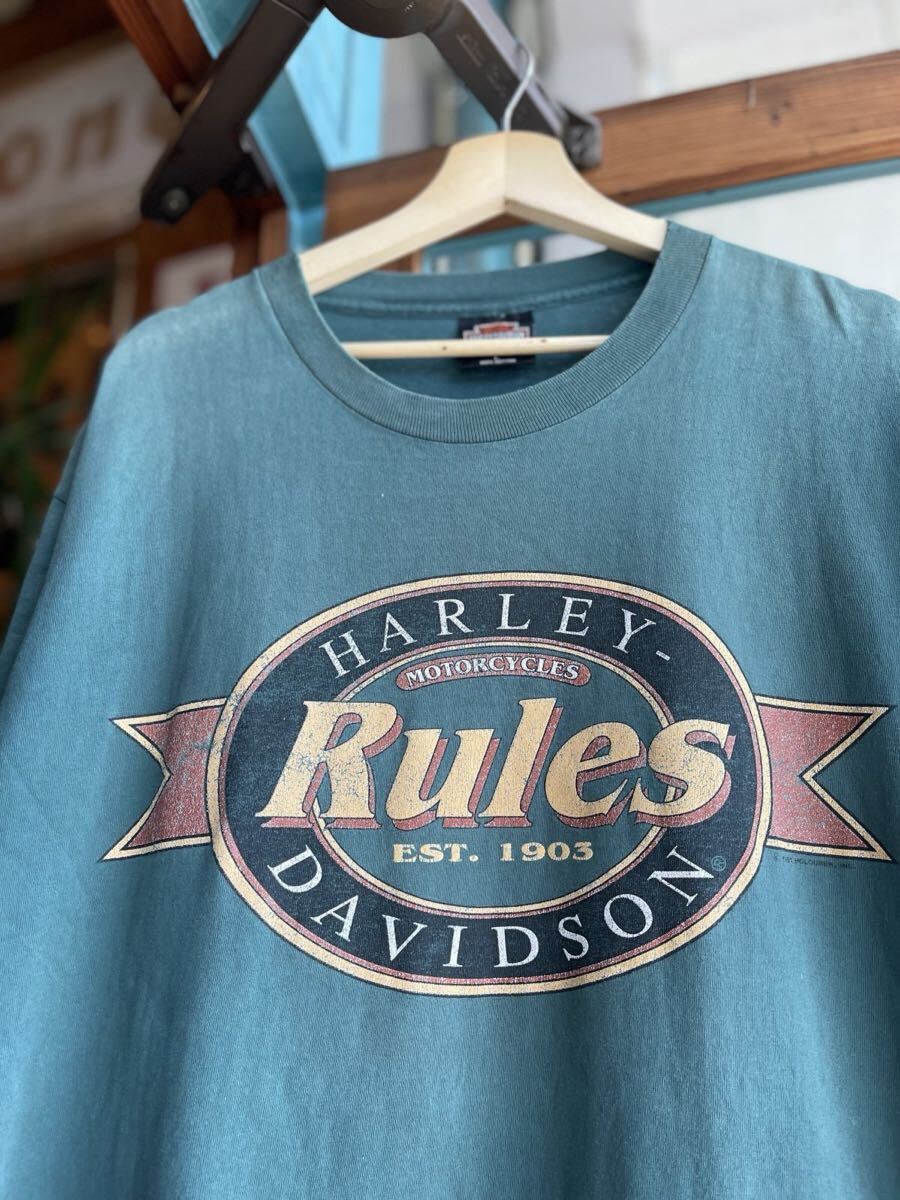 HARLEY-
MOTORCYCLES
Rules
EST. 1903
DAVIDSON
®